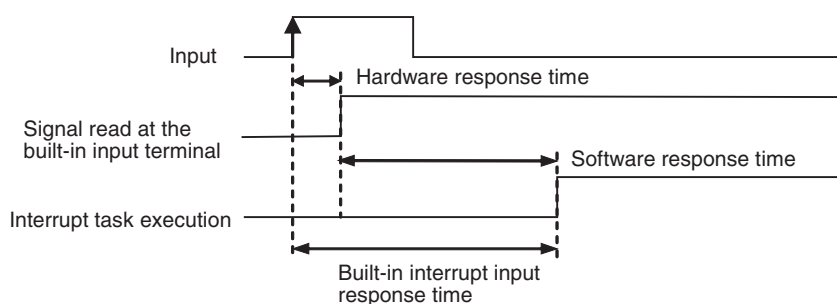 Input
Hardware response time
Signal read at the
built-in input terminal
Software response time
Interrupt task execution
Built-in interrupt input
response time